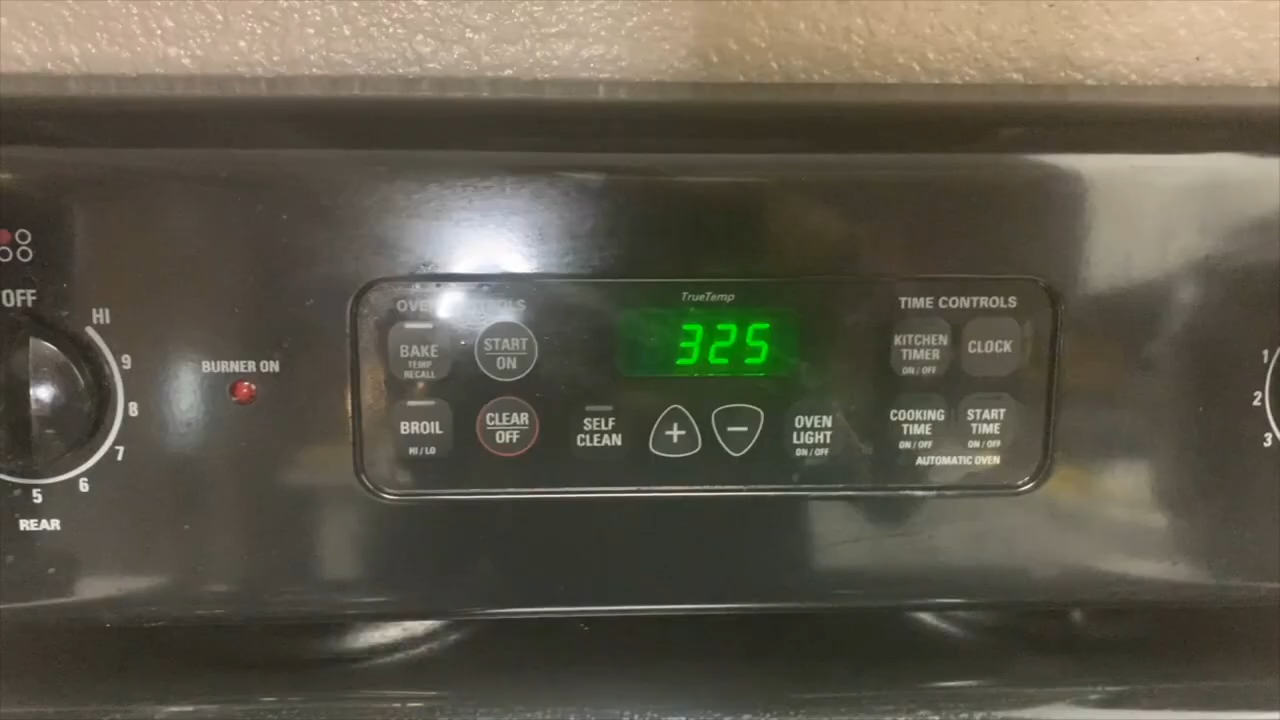 OFF
HI
9
8
7
6
5
REAR
BURNER ON
BAKE
TEMP
RECALL
START
ON
BROIL
HI / LO
CLEAR
OFF
SELF
CLEAN
TrueTemp
325
+
−
OVEN
LIGHT
ON / OFF
TIME CONTROLS
KITCHEN
TIMER
ON / OFF
CLOCK
COOKING
TIME
ON / OFF
START
TIME
ON / OFF
AUTOMATIC OVEN
1
2
3